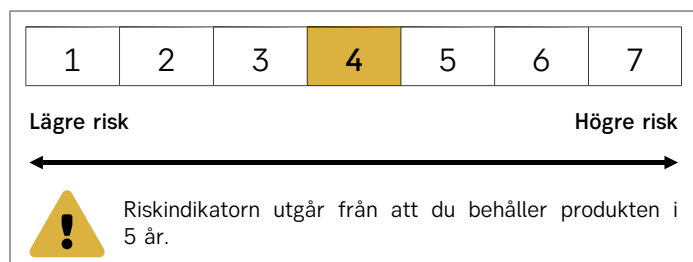 1 2 3 4 5 6 7
Lägre risk Högre risk
Riskindikatorn utgår från att du behåller produkten i
5 år.